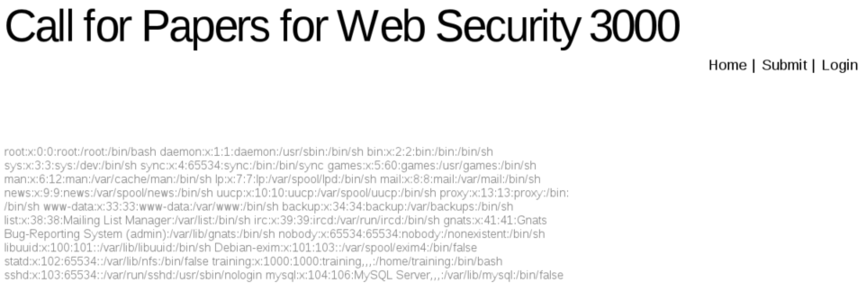 Call for Papers for Web Security 3000
Home | Submit | Login
root:x:0:0:root:/root:/bin/bash daemon:x:1:1:daemon:/usr/sbin:/bin/sh bin:x:2:2:bin:/bin:/bin/sh
sys:x:3:3:sys:/dev:/bin/sh sync:x:4:65534:sync:/bin:/bin/sync games:x:5:60:games:/usr/games:/bin/sh
man:x:6:12:man:/var/cache/man:/bin/sh lp:x:7:7:lp:/var/spool/lpd:/bin/sh mail:x:8:8:mail:/var/mail:/bin/sh
news:x:9:9:news:/var/spool/news:/bin/sh uucp:x:10:10:uucp:/var/spool/uucp:/bin/sh proxy:x:13:13:proxy:/bin:
/bin/sh www-data:x:33:33:www-data:/var/www:/bin/sh backup:x:34:34:backup:/var/backups:/bin/sh
list:x:38:38:Mailing List Manager:/var/list:/bin/sh irc:x:39:39:ircd:/var/run/ircd:/bin/sh gnats:x:41:41:Gnats
Bug-Reporting System (admin):/var/lib/gnats:/bin/sh nobody:x:65534:65534:nobody:/nonexistent:/bin/sh
libuuid:x:100:101::/var/lib/libuuid:/bin/sh Debian-exim:x:101:103::/var/spool/exim4:/bin/false
statd:x:102:65534::/var/lib/nfs:/bin/false training:x:1000:1000:training,,,:/home/training:/bin/bash
sshd:x:103:65534::/var/run/sshd:/usr/sbin/nologin mysql:x:104:106:MySQL Server,,,:/var/lib/mysql:/bin/false